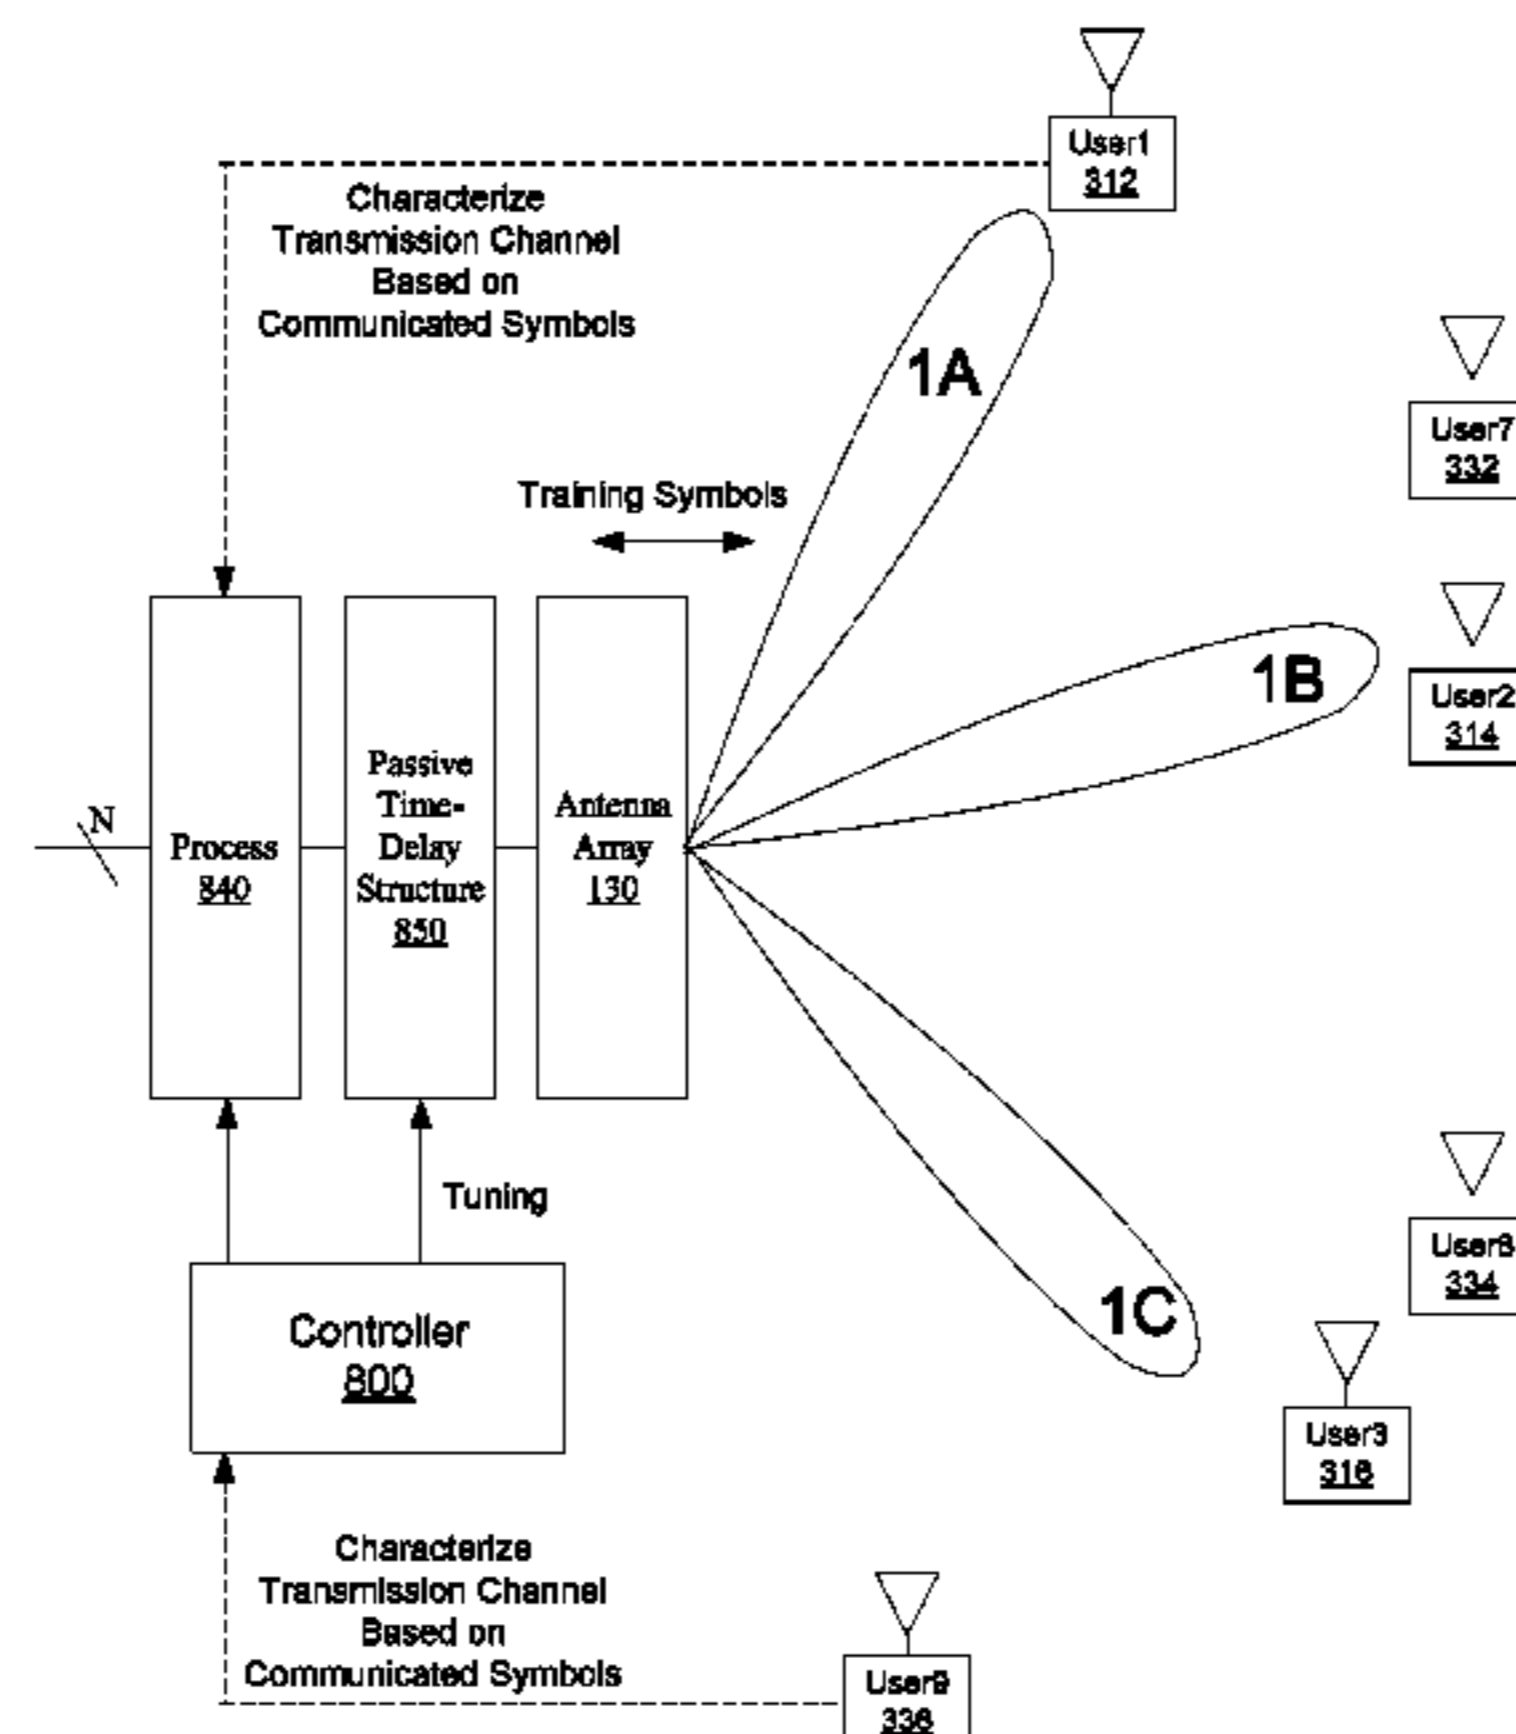 User1
312
Characterize
Transmission Channel
Based on
Communicated Symbols
1A
User7
332
Training Symbols
1B
User2
314
N
Process
840
Passive
Time-
Delay
Structure
850
Antenna
Array
130
Tuning
User8
334
Controller
800
1C
User3
316
Characterize
Transmission Channel
Based on
Communicated Symbols
User9
336